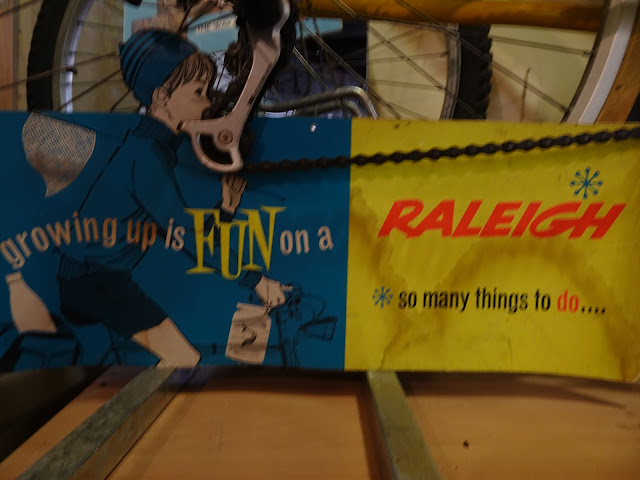 growing up is FUN on a
RALEIGH
so many things to do....